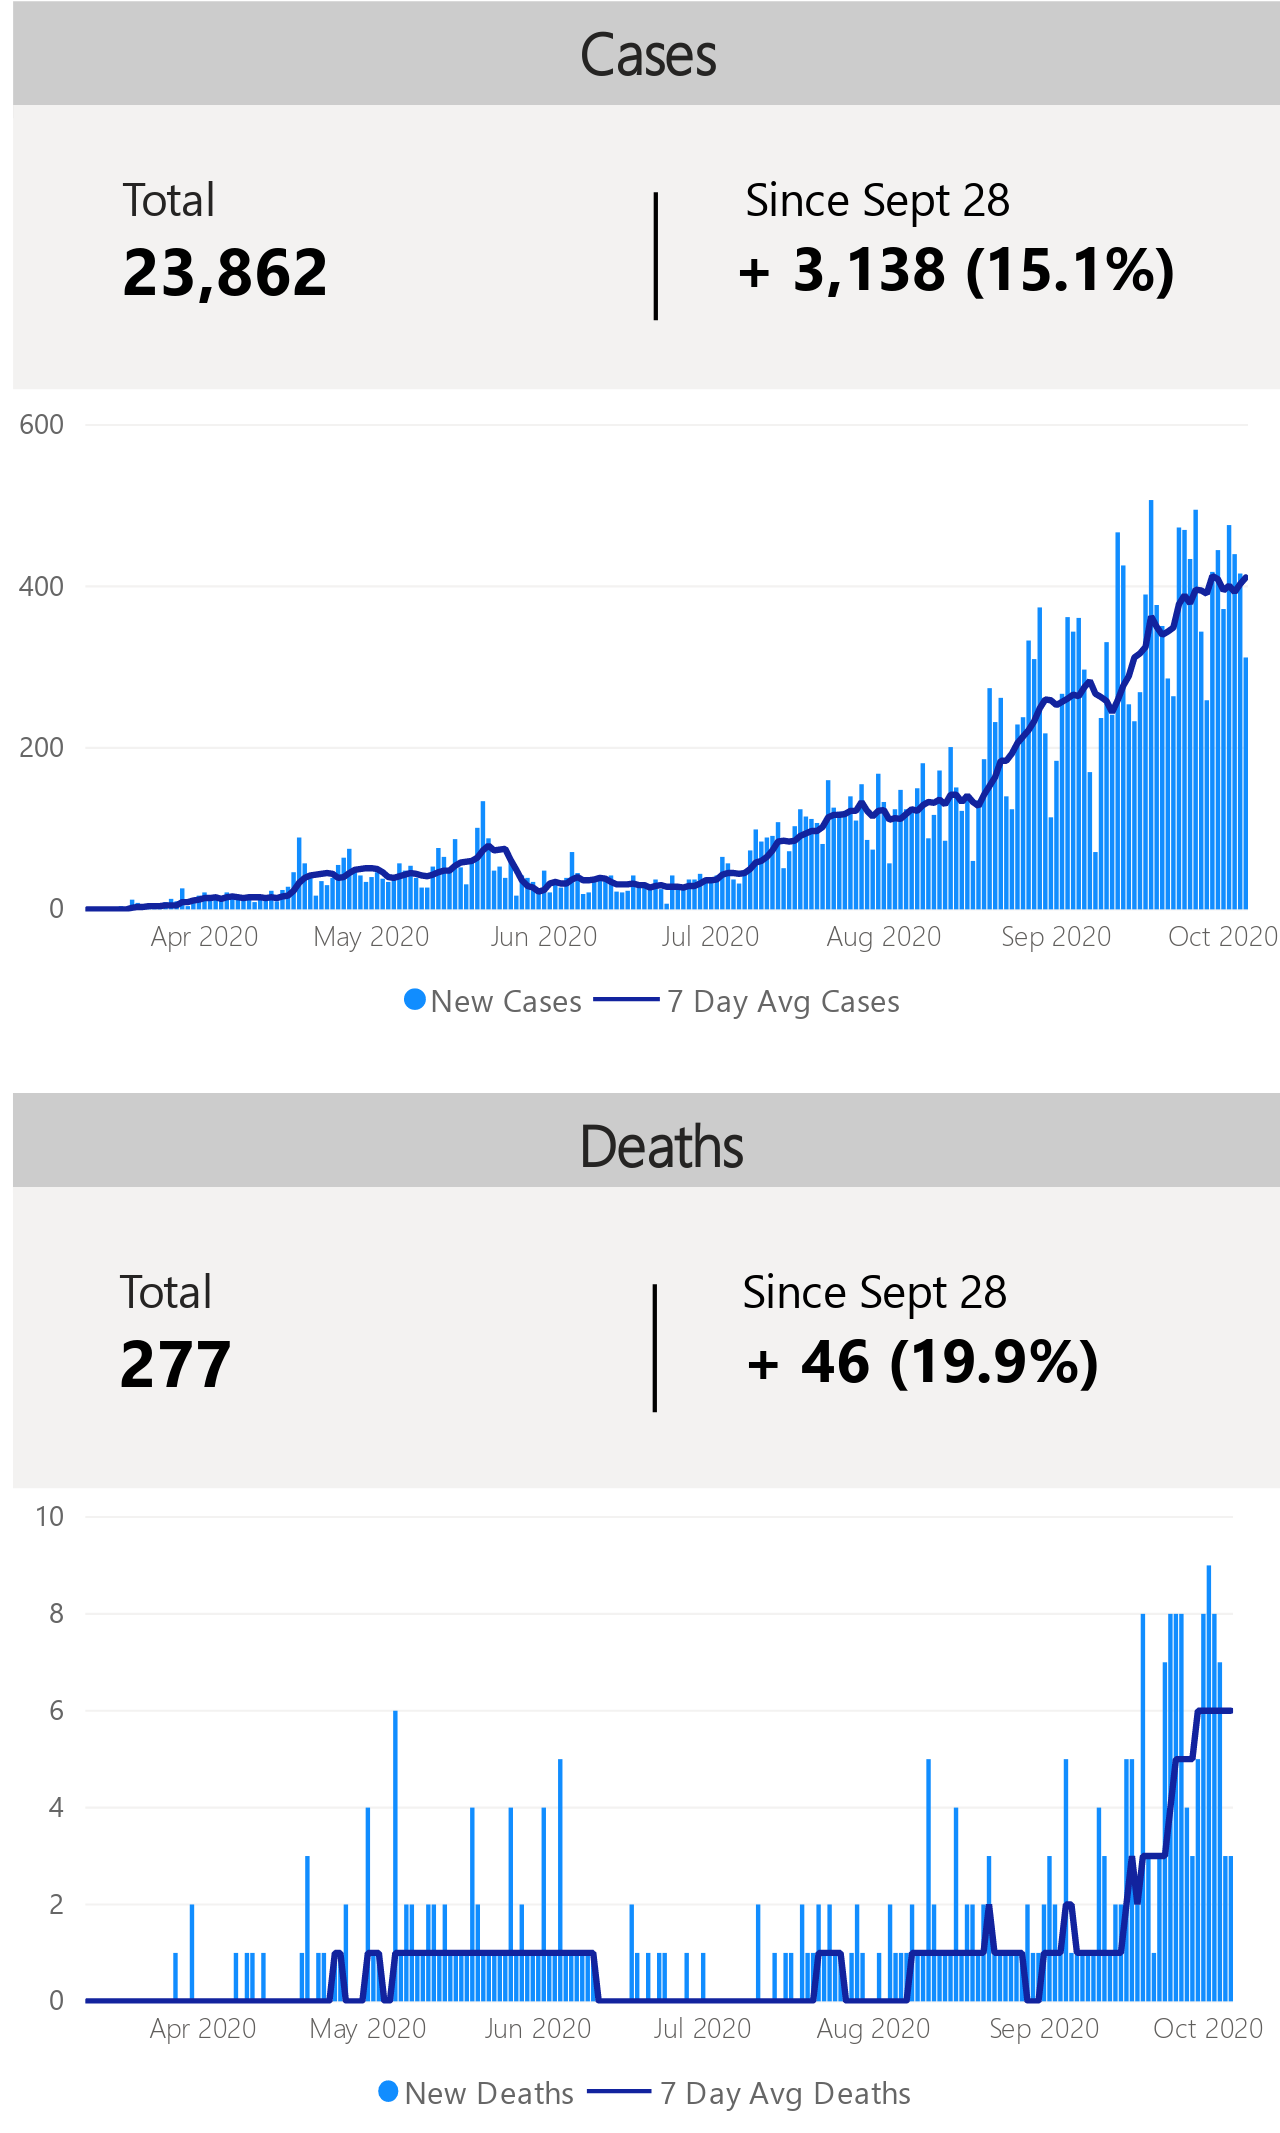 Cases
Total
Since Sept 28
23,862
+ 3,138 (15.1%)
600
400
200
0
Apr 2020 May 2020 Jun 2020 Jul 2020 Aug 2020 Sep 2020 Oct 2020
New Cases 7 Day Avg Cases
Deaths
Total
Since Sept 28
277
+ 46 (19.9%)
10
8
6
4
2
0
Apr 2020 May 2020 Jun 2020 Jul 2020 Aug 2020 Sep 2020 Oct 2020
New Deaths 7 Day Avg Deaths